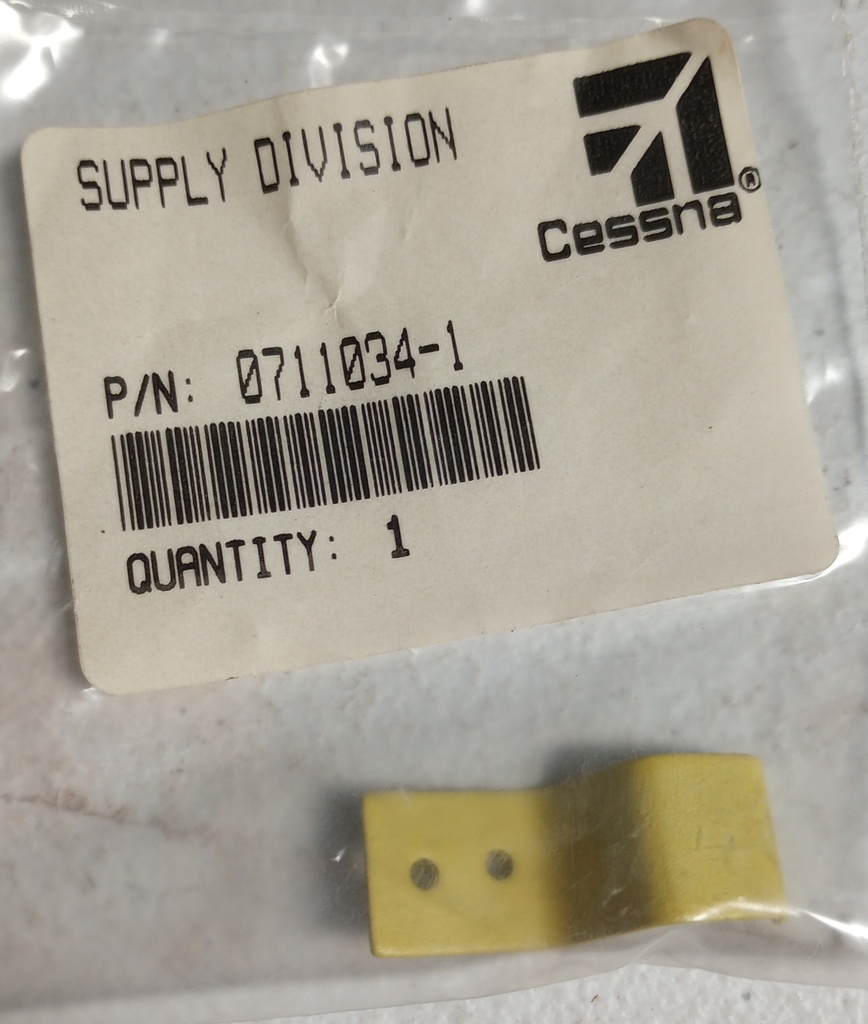 SUPPLY DIVISION
Cessna®
P/N: 0711034-1
QUANTITY: 1